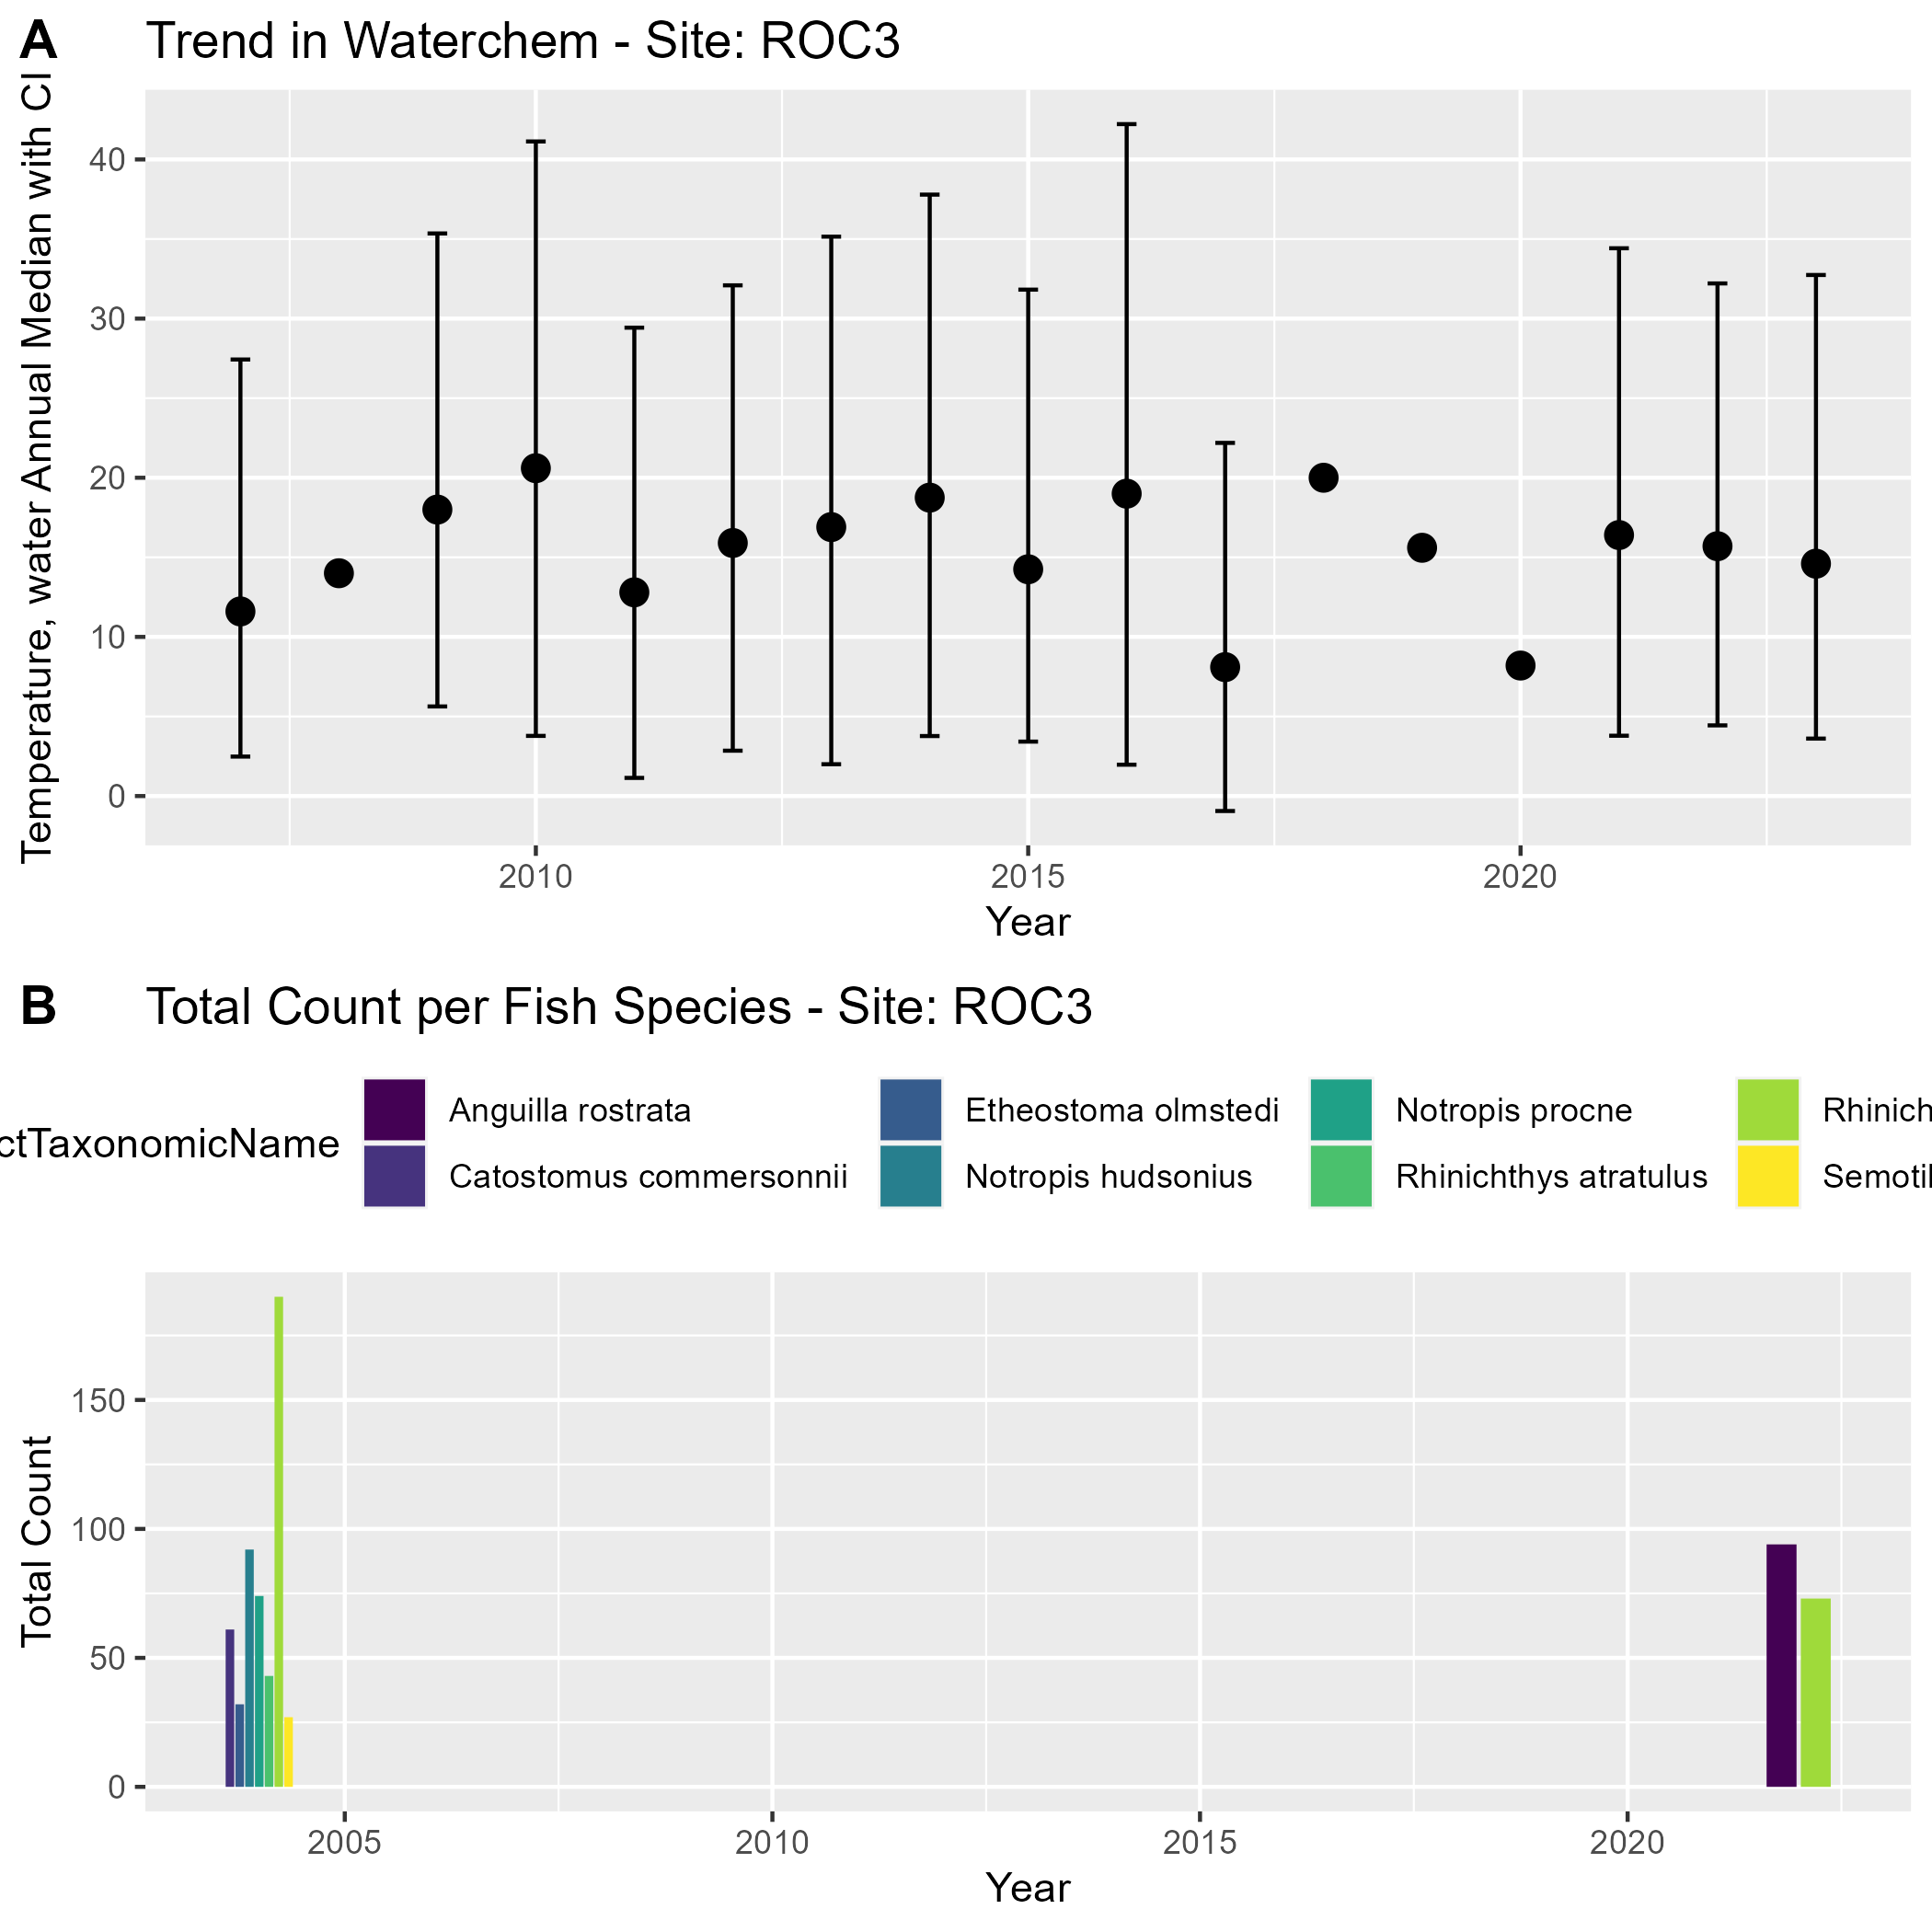 A Trend in Waterchem - Site: ROC3
Temperature, water Annual Median with CI
40
30
20
10
0
2010 2015 2020
Year
B Total Count per Fish Species - Site: ROC3
ctTaxonomicName
Anguilla rostrata Etheostoma olmstedi Notropis procne Rhinich
Catostomus commersonnii Notropis hudsonius Rhinichthys atratulus Semotil
Total Count
150
100
50
0
2005 2010 2015 2020
Year